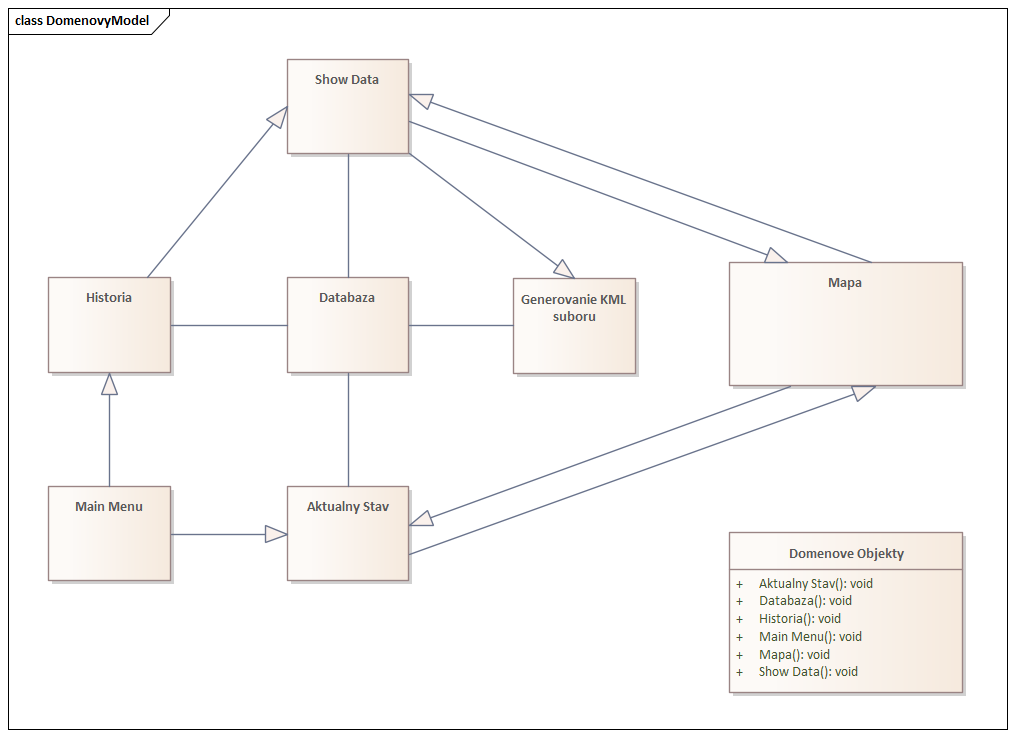 class DomenovyModel
Show Data
Historia
Databaza
Generovanie KML
suboru
Mapa
Main Menu
Aktualny Stav
Domenove Objekty
+ Aktualny Stav(): void
+ Databaza(): void
+ Historia(): void
+ Main Menu(): void
+ Mapa(): void
+ Show Data(): void